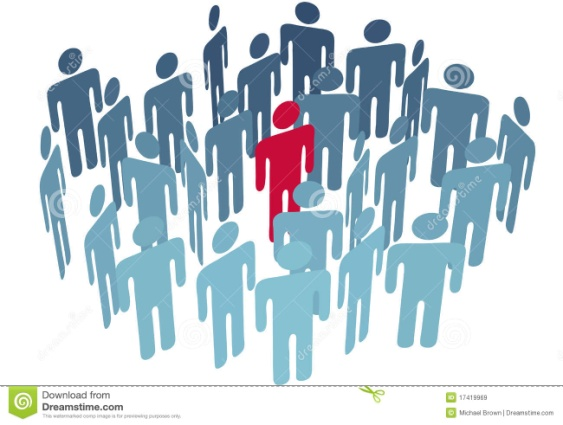 Download from
Dreamstime.com
This watermarked comp image is for previewing purposes only.
17419969
Michael Brown | Dreamstime.com